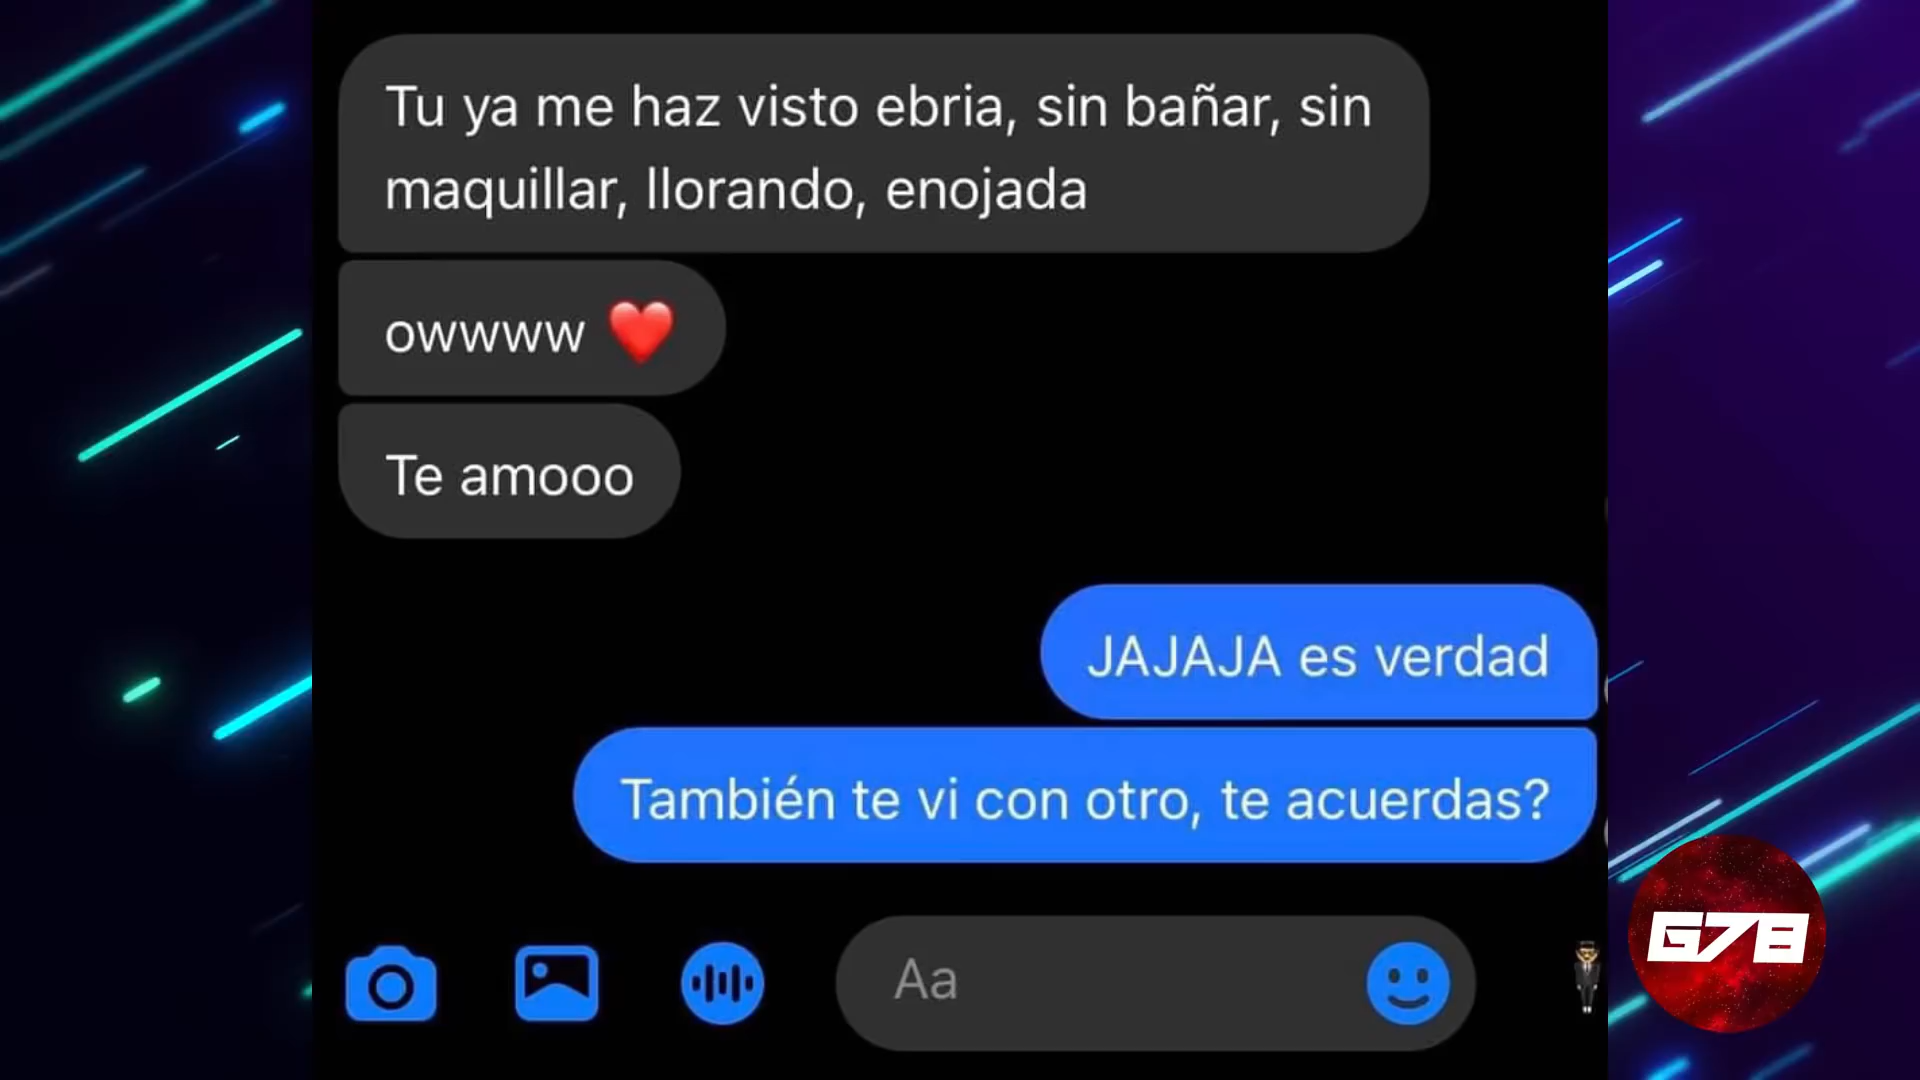 Tu ya me haz visto ebria, sin bañar, sin
maquillar, llorando, enojada
owwww ❤️
Te amooo
JAJAJA es verdad
También te vi con otro, te acuerdas?
Aa
G78